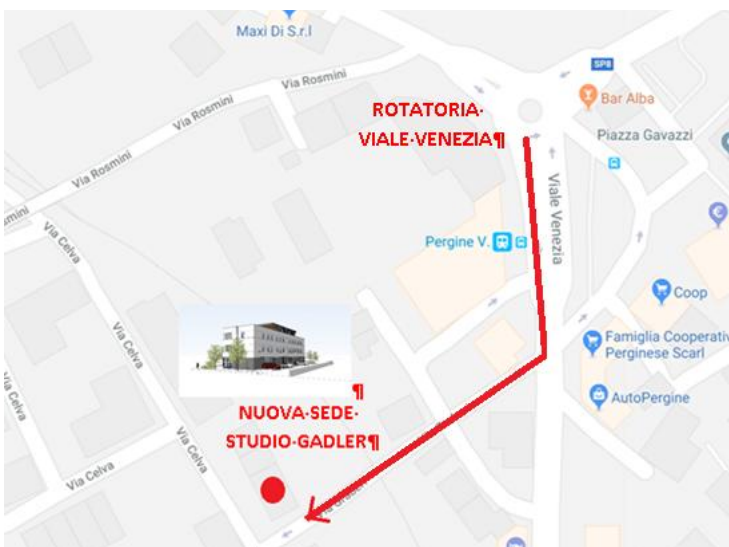 Maxi Di S.r.l
SP8
Via Rosmini
Bar Alba
ROTATORIA·
VIALE·VENEZIA¶
Via Rosmini
Piazza Gavazzi
Via Rosmini
Viale Venezia
Via Celva
Pergine V.
Coop
Via Celva
Famiglia Cooperativ
Perginese Scarl
¶
NUOVA·SEDE·
STUDIO·GADLER¶
AutoPergine
Via Celva
Via Celva
Via Celva